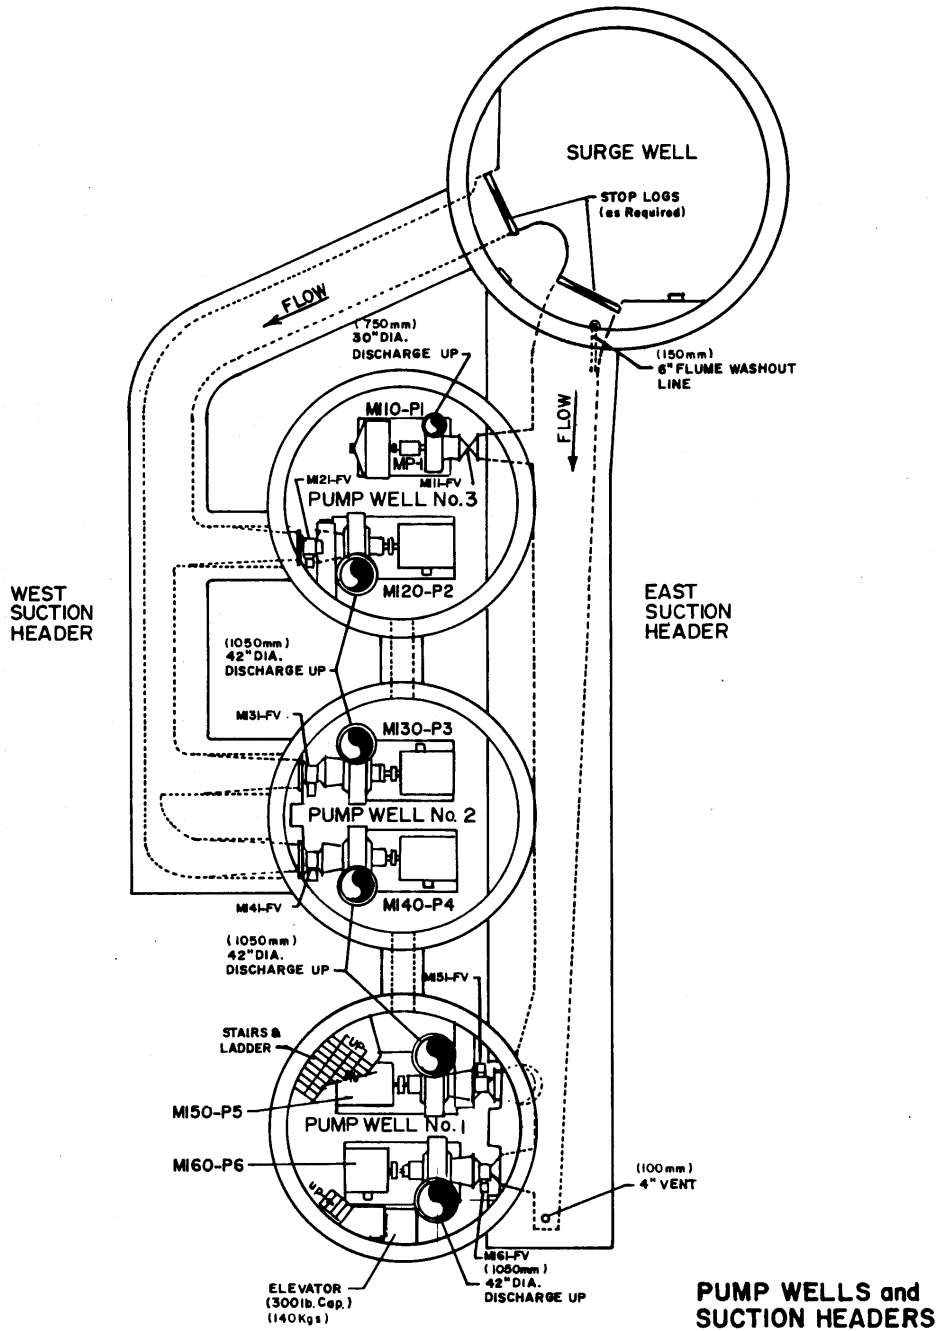 SURGE WELL
STOP LOGS
(as Required)
FLOW
(750mm)
30" DIA.
DISCHARGE UP
(150mm)
6" FLUME WASHOUT
LINE
FLOW
M110-P1
MP-1
M111-FV
M121-FV
PUMP WELL No.3
M120-P2
WEST
SUCTION
HEADER
EAST
SUCTION
HEADER
(1050mm)
42" DIA.
DISCHARGE UP
M131-FV
M130-P3
PUMP WELL No. 2
M141-FV
M140-P4
(1050mm)
42" DIA.
DISCHARGE UP
M151-FV
STAIRS &
LADDER
UP
M150-P5
PUMP WELL No.1
M160-P6
UP
(100mm)
4" VENT
M161-FV
(1050mm)
42" DIA.
DISCHARGE UP
ELEVATOR
(300lb. Cap.)
(140Kgs)
PUMP WELLS and
SUCTION HEADERS